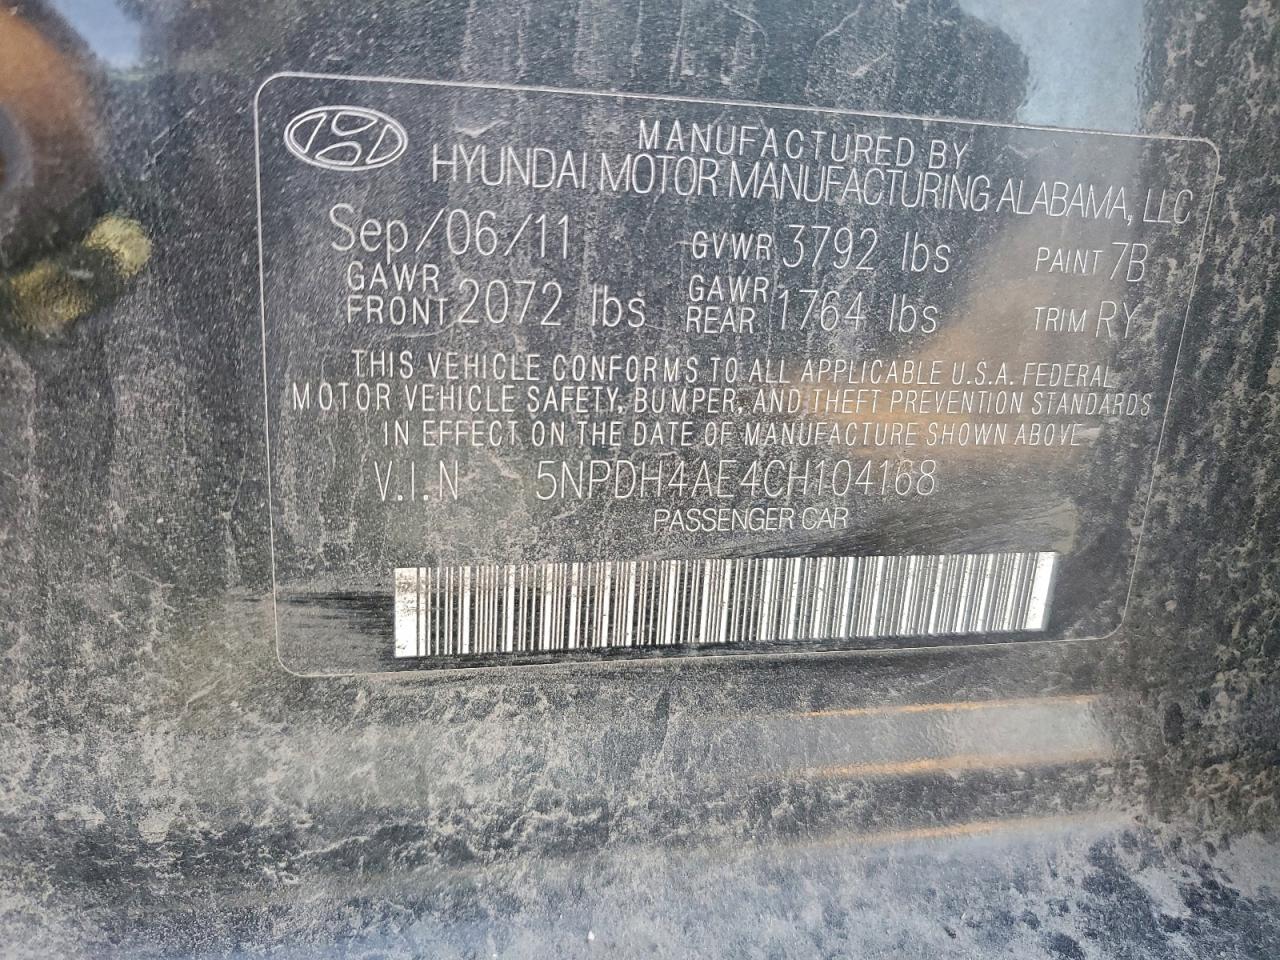 MANUFACTURED BY
HYUNDAI MOTOR MANUFACTURING ALABAMA, LLC
Sep/06/11 GVWR 3792 lbs PAINT 7B
GAWR FRONT 2072 lbs GAWR REAR 1764 lbs TRIM RY
THIS VEHICLE CONFORMS TO ALL APPLICABLE U.S.A. FEDERAL
MOTOR VEHICLE SAFETY, BUMPER, AND THEFT PREVENTION STANDARDS
IN EFFECT ON THE DATE OF MANUFACTURE SHOWN ABOVE
V.I.N 5NPDH4AE4CH104168
PASSENGER CAR